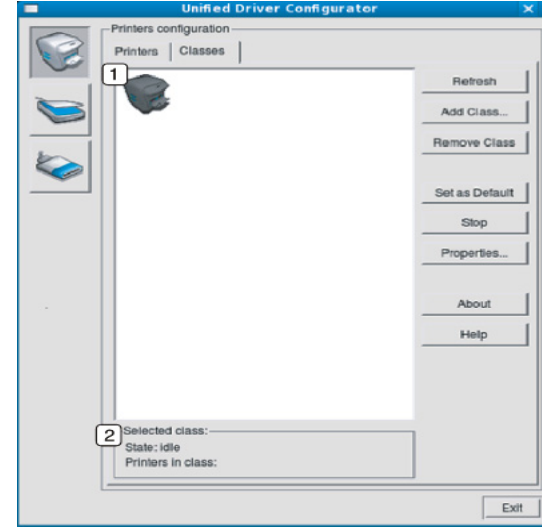 Unified Driver Configurator
Printers configuration
Printers Classes
1
Refresh
Add Class...
Remove Class
Set as Default
Stop
Properties...
About
Help
2
Selected class:
State: idle
Printers in class:
Exit